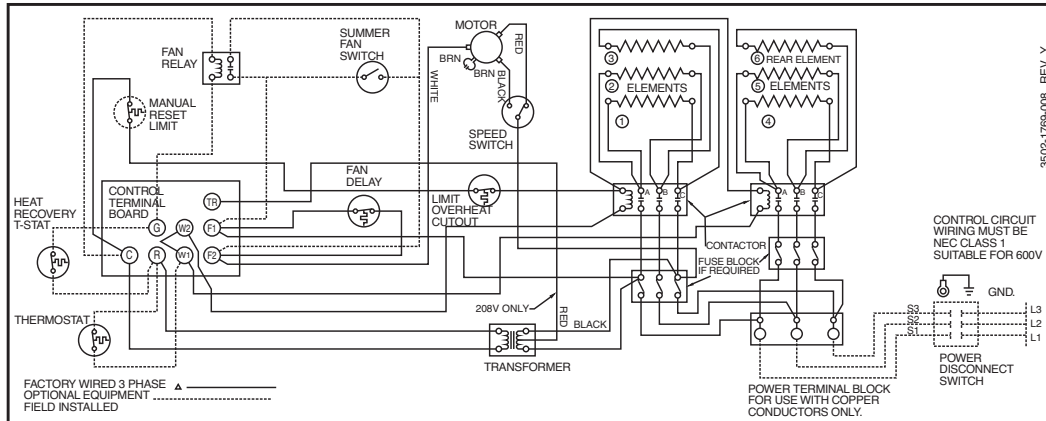 MOTOR
RED
SUMMER
FAN
SWITCH
FAN
RELAY
BRN
BRN
WHITE
BLACK
③
⑥ REAR ELEMENT
② ELEMENTS
⑤ ELEMENTS
①
④
MANUAL
RESET
LIMIT
SPEED
SWITCH
3502-1769-008 REV. Y
FAN
DELAY
CONTROL
TERMINAL
BOARD
TR
LIMIT
OVERHEAT
CUTOUT
A
B
C
A
B
C
HEAT
RECOVERY
T-STAT
G
W2
F1
C
R
W1
F2
CONTACTOR
FUSE BLOCK
IF REQUIRED
CONTROL CIRCUIT
WIRING MUST BE
NEC CLASS 1
SUITABLE FOR 600V
THERMOSTAT
208V ONLY
RED
BLACK
TRANSFORMER
GND.
S3
S2
S1
L3
L2
L1
POWER
DISCONNECT
SWITCH
FACTORY WIRED 3 PHASE Δ
OPTIONAL EQUIPMENT
FIELD INSTALLED
POWER TERMINAL BLOCK
FOR USE WITH COPPER
CONDUCTORS ONLY.